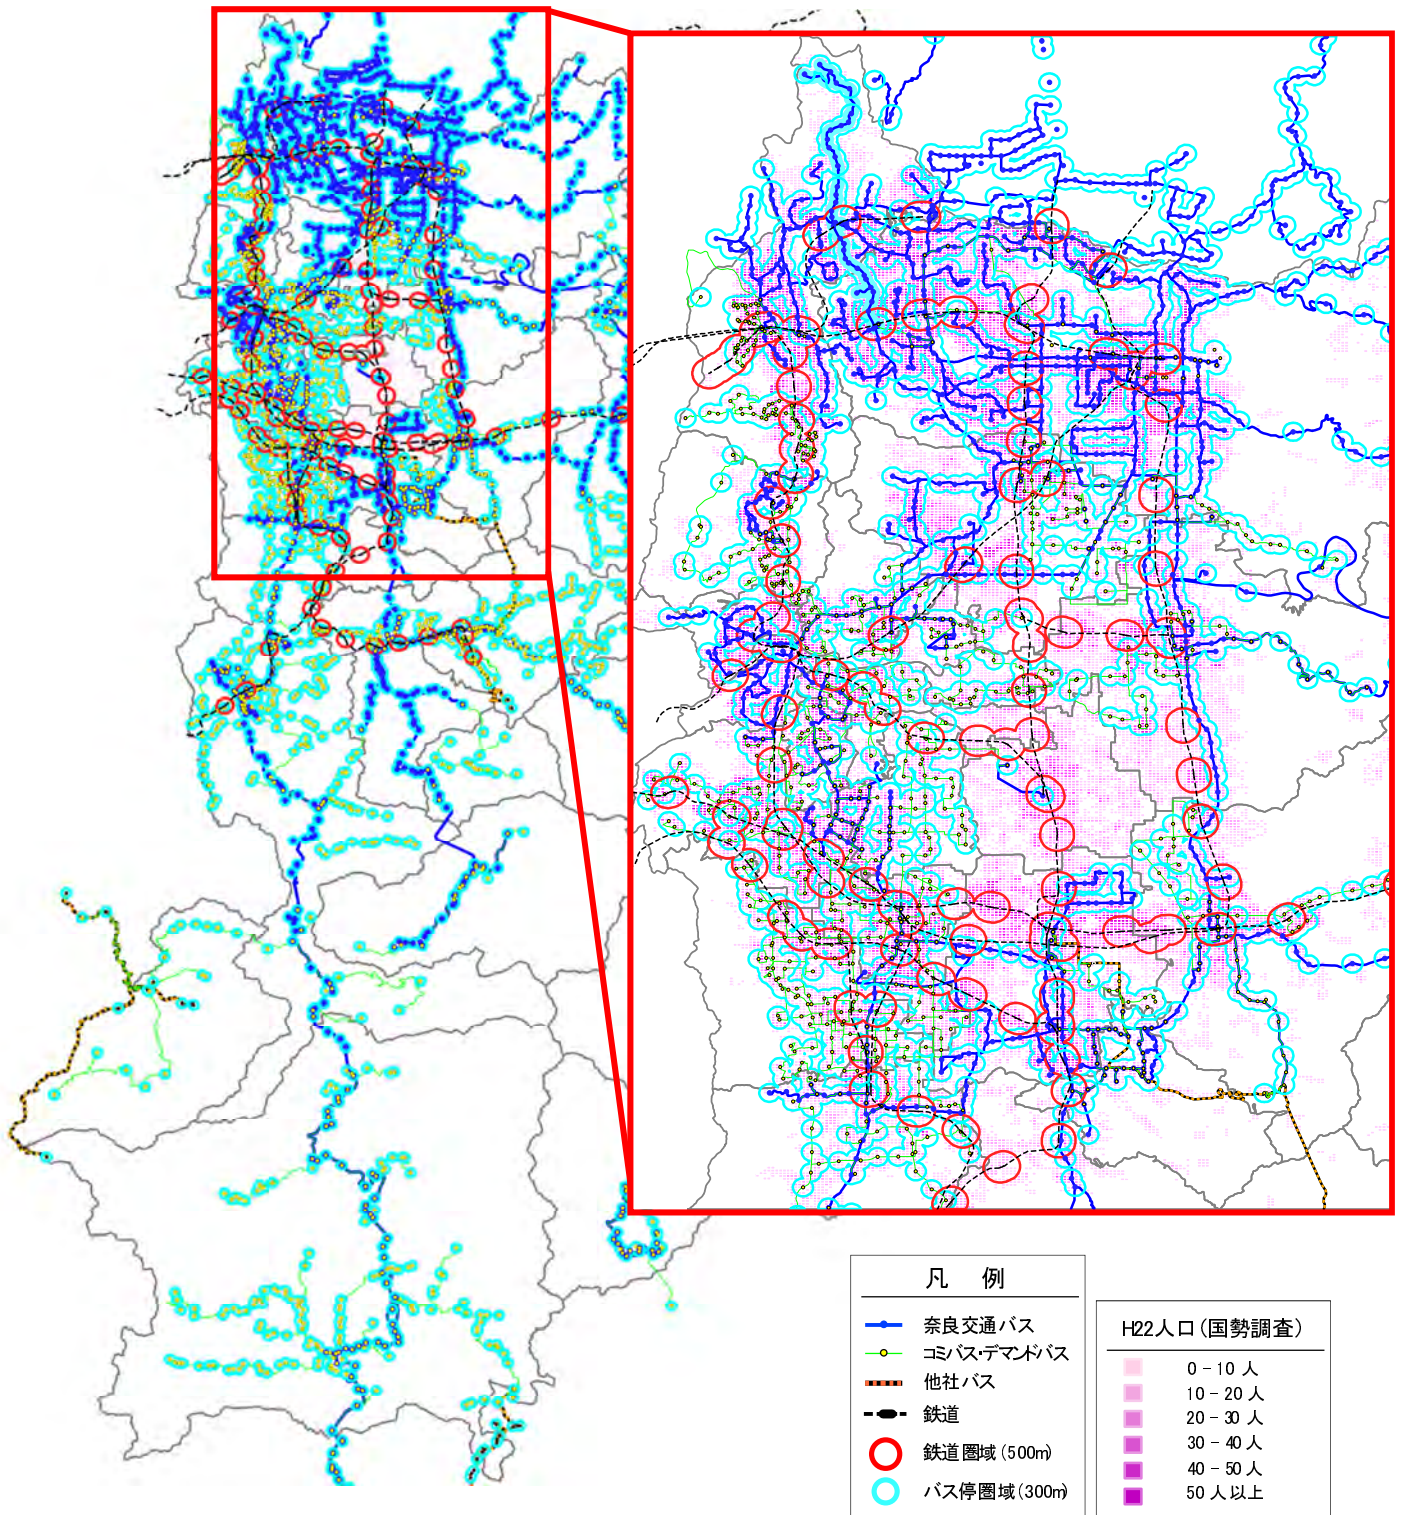 凡 例
奈良交通バス
コミバス・デマンドバス
他社バス
鉄道
鉄道圏域(500m)
バス停圏域(300m)
H22人口(国勢調査)
0-10 人
10-20 人
20-30 人
30-40 人
40-50 人
50 人以上